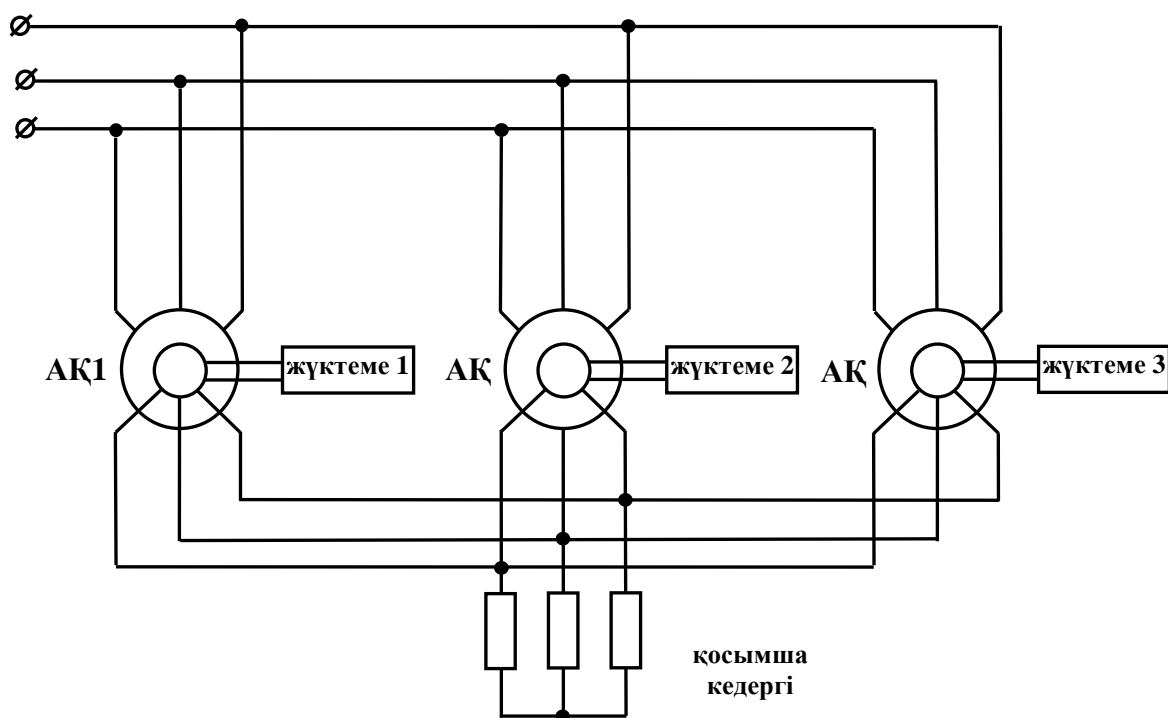 АҚ1
жүктеме 1
АҚ
жүктеме 2
АҚ
жүктеме 3
қосымша
кедергі